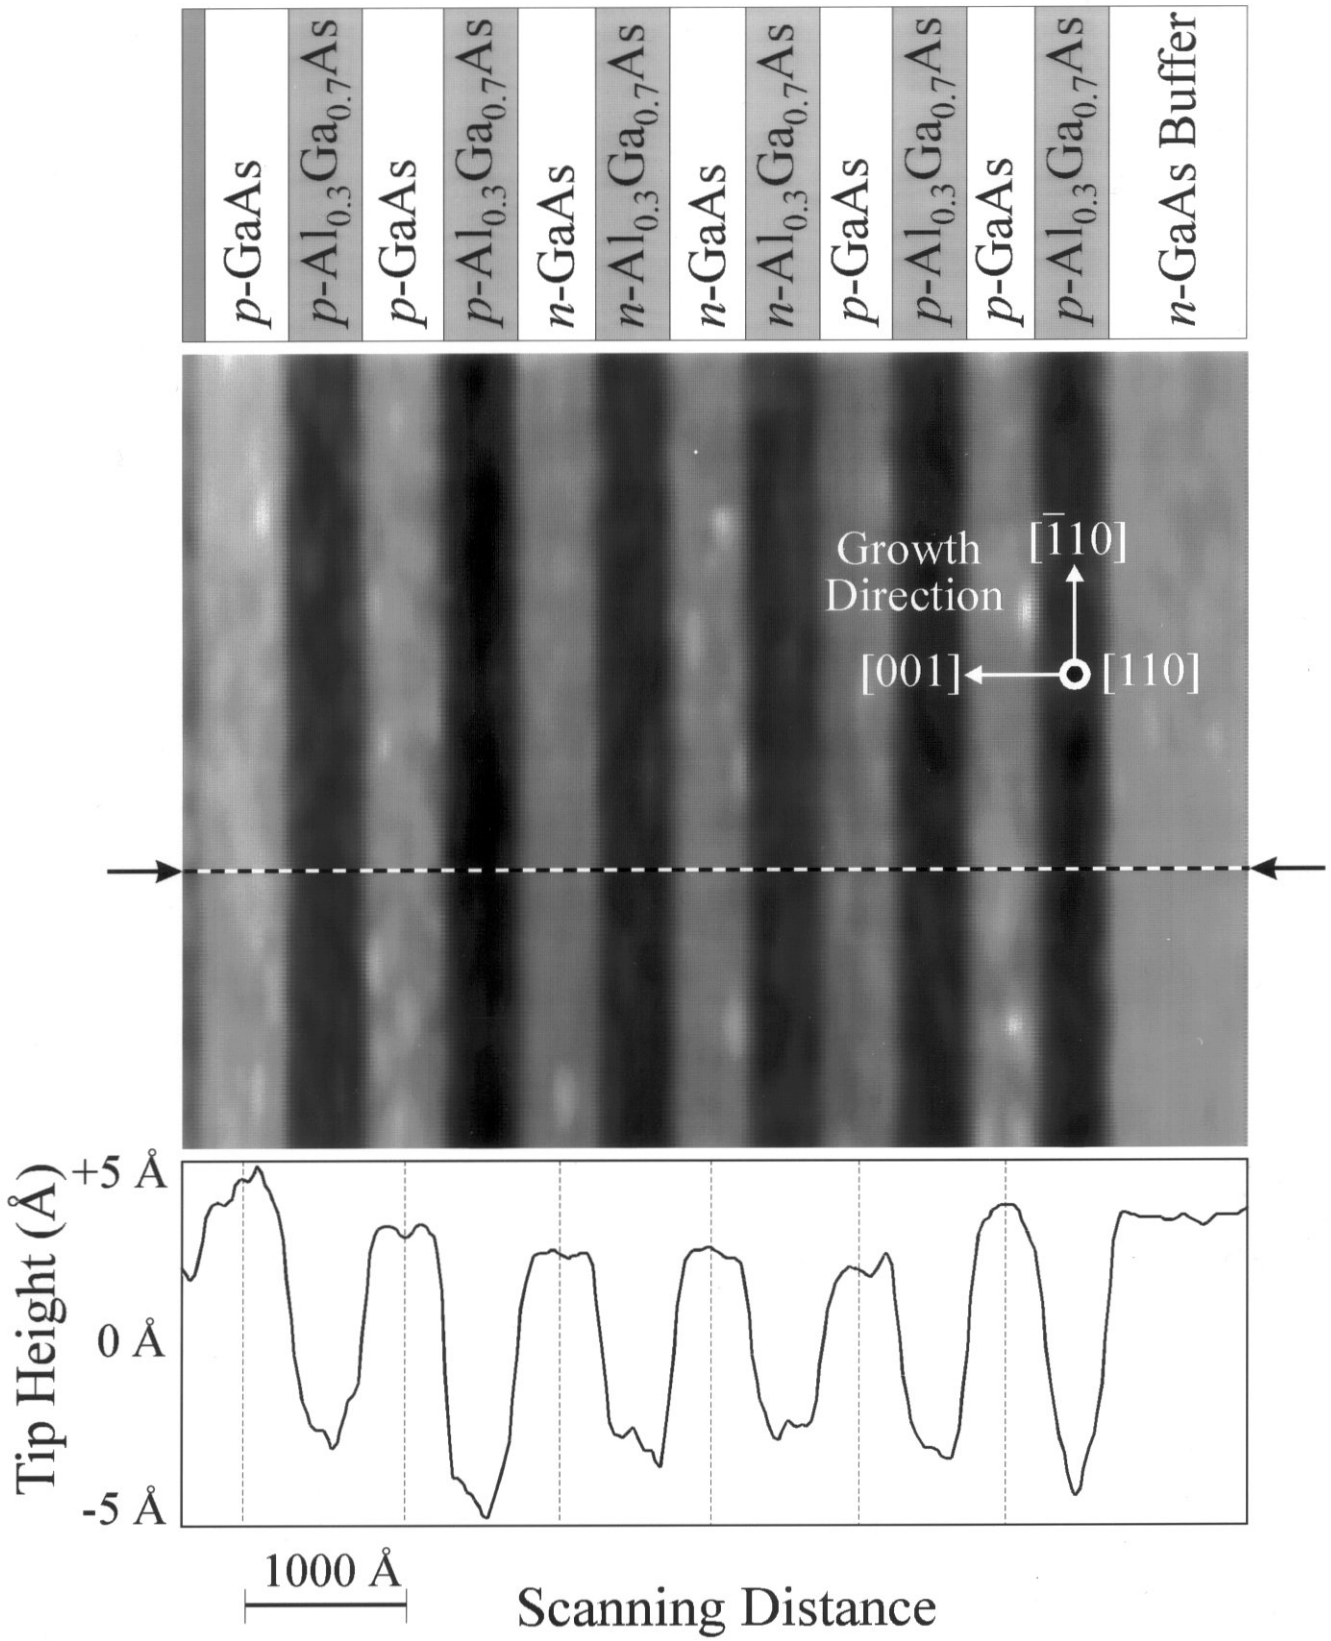 p-GaAs
p-Al0.3Ga0.7As
p-GaAs
p-Al0.3Ga0.7As
n-GaAs
n-Al0.3Ga0.7As
n-GaAs
n-Al0.3Ga0.7As
p-GaAs
p-Al0.3Ga0.7As
p-GaAs
p-Al0.3Ga0.7As
n-GaAs Buffer
Growth
Direction
[1̅10]
[001]
[110]
Tip Height (Å)
+5 Å
0 Å
-5 Å
1000 Å
Scanning Distance